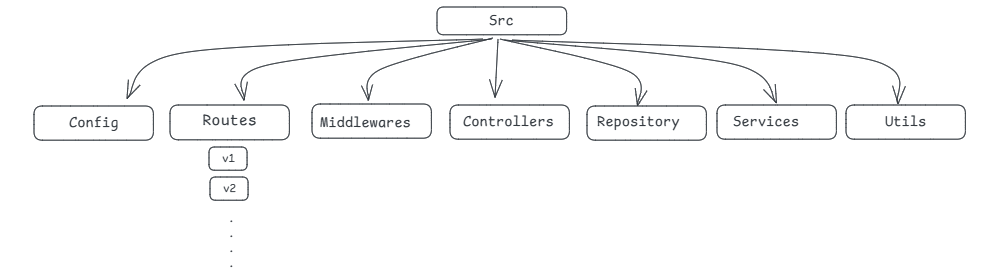 Src
Config
Routes
Middlewares
Controllers
Repository
Services
Utils
v1
v2
.
.
.
.